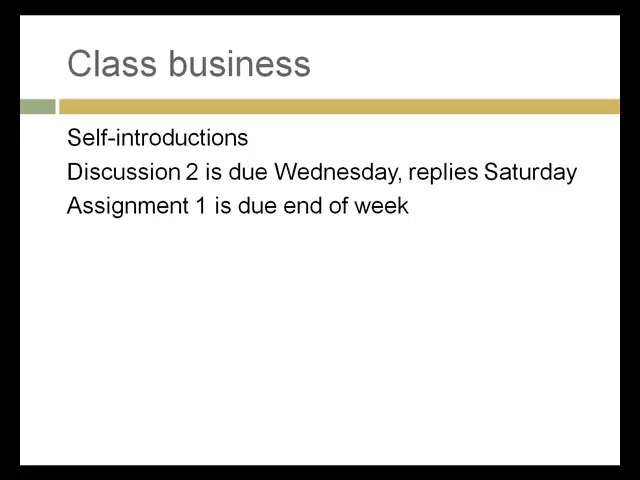 Class business
Self-introductions
Discussion 2 is due Wednesday, replies Saturday
Assignment 1 is due end of week